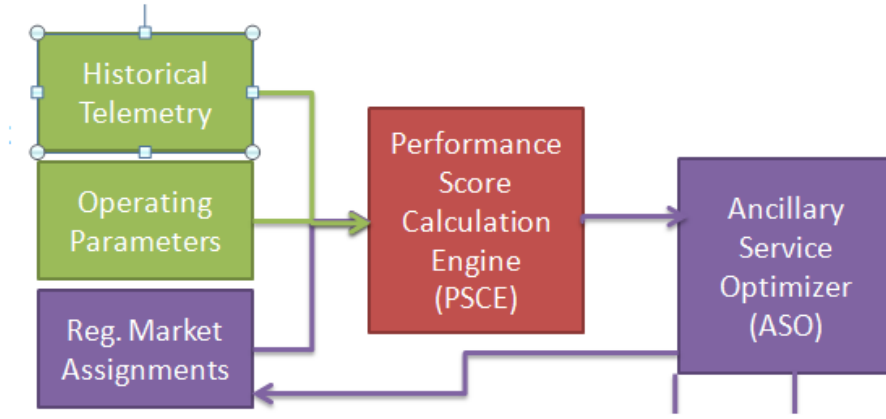 Historical
Telemetry
Operating
Parameters
Reg. Market
Assignments
Performance
Score
Calculation
Engine
(PSCE)
Ancillary
Service
Optimizer
(ASO)